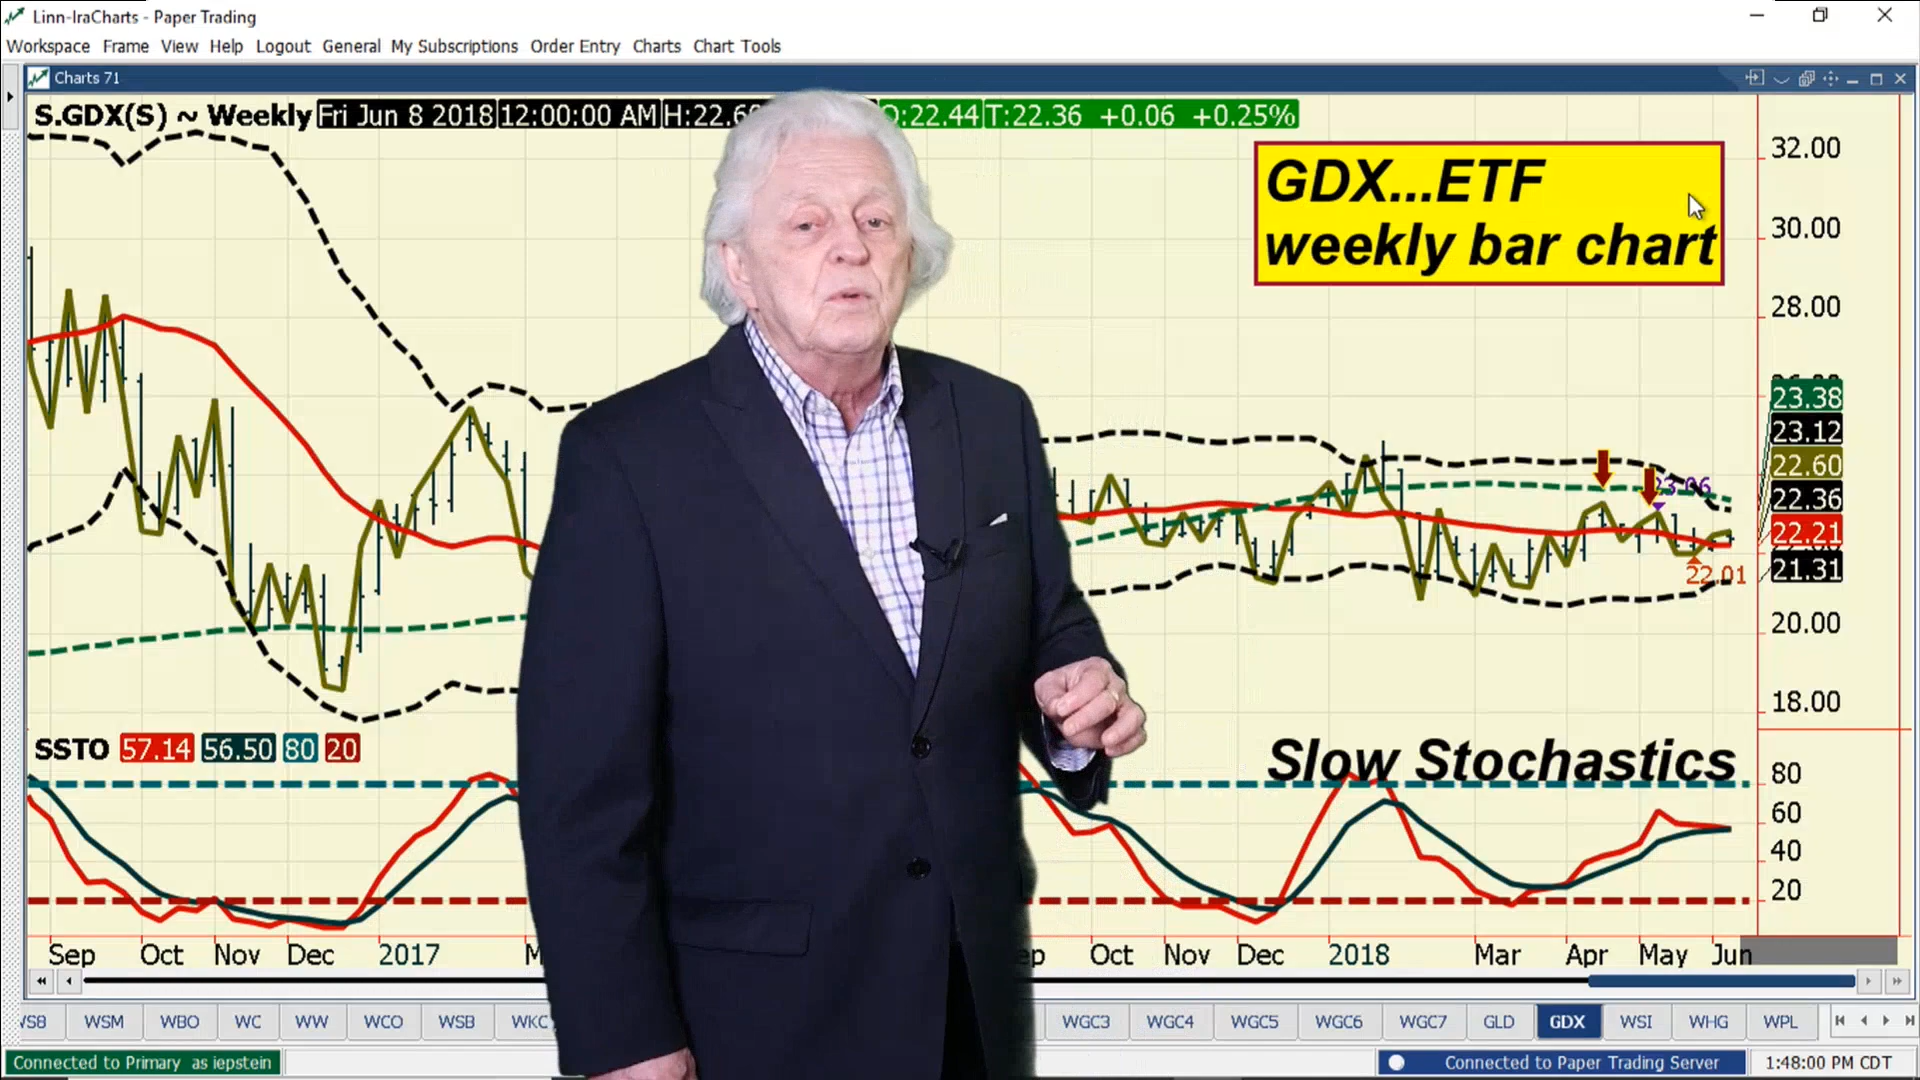 Linn-IraCharts - Paper Trading
Workspace Frame View Help Logout General My Subscriptions Order Entry Charts Chart Tools
Charts 71
S.GDX(S) ~ Weekly Fri Jun 8 2018 12:00:00 AM :22.44 T:22.36 +0.06 +0.25%
GDX...ETF
weekly bar chart
32.00
30.00
28.00
23.38
23.12
22.60
22.36
22.21
21.31
20.00
18.00
23.06
22.01
SSTO 57.14 56.50 80 20
Slow Stochastics
80
60
40
20
Sep Oct Nov Dec 2017 Oct Nov Dec 2018 Mar Apr May Jun
WSM WBO WC WW WCO WSB WKC WGC3 WGC4 WGC5 WGC6 WGC7 GLD GDX WSI WHG WPL
Connected to Primary as iepstein Connected to Paper Trading Server 1:48:00 PM CDT